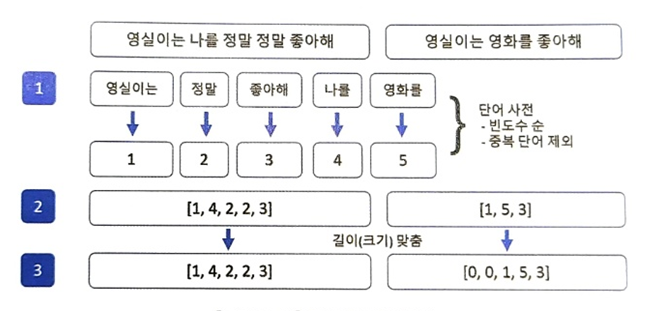 영실이는 나를 정말 정말 좋아해
영실이는 영화를 좋아해
1
영실이는
정말
좋아해
나를
영화를
단어 사전
- 빈도수 순
- 중복 단어 제외
1
2
3
4
5
2
[1, 4, 2, 2, 3]
[1, 5, 3]
길이(크기) 맞춤
3
[1, 4, 2, 2, 3]
[0, 0, 1, 5, 3]